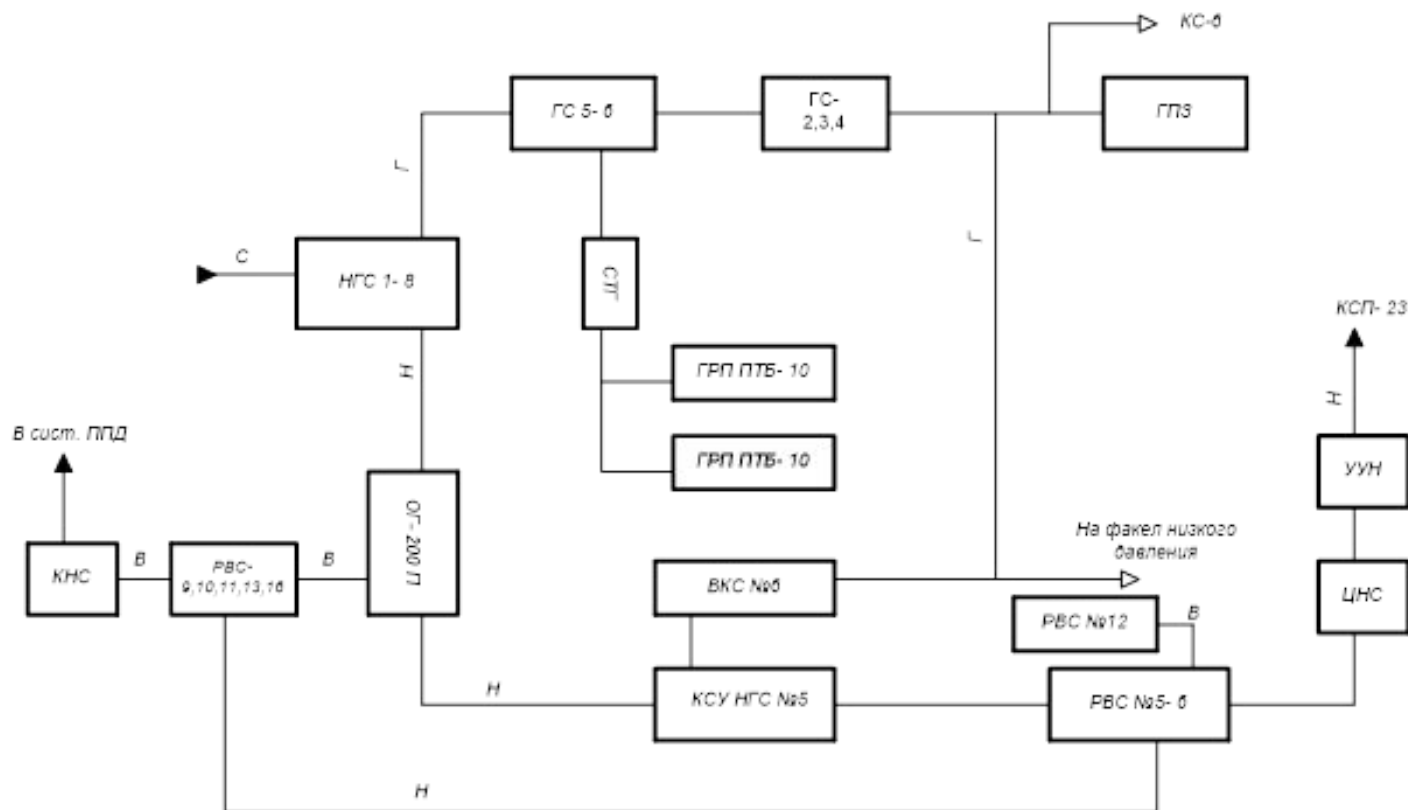 КС-6
ГС 5- 6
ГС-
2,3,4
ГПЗ
Г
С
НГС 1- 8
СТГ
Г
Н
ГРП ПТБ- 10
ГРП ПТБ- 10
КСП- 23
Н
УУН
В сист. ППД
ОГ- 200 П
КНС
В
РВС-
9,10,11,13,16
В
На факел низкого
давления
ВКС №6
ЦНС
РВС №12
В
Н
КСУ НГС №5
РВС №5- 6
Н